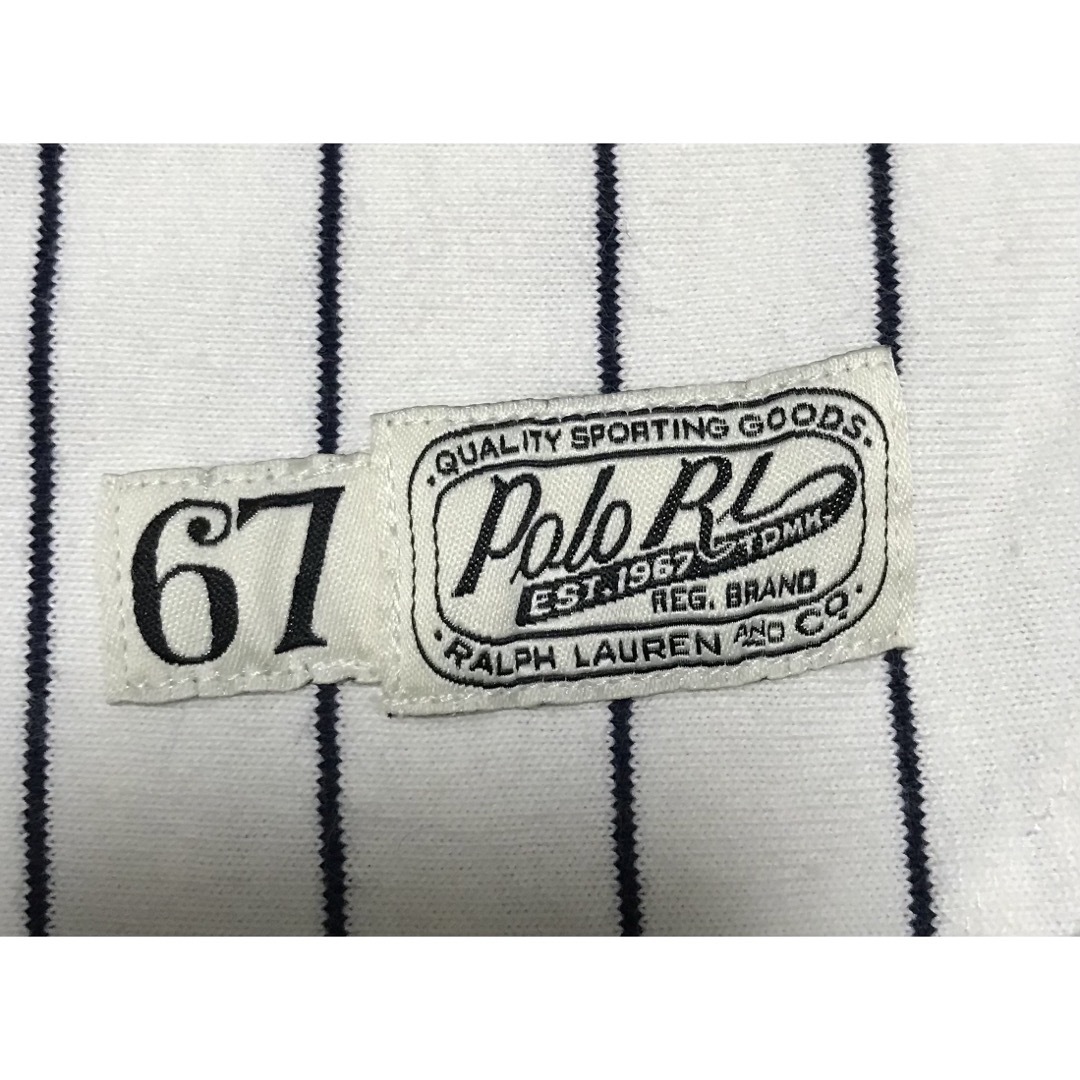 67
·QUALITY SPORTING GOODS.·
Polo RL
EST. 1967 TDMK.
REG. BRAND
·RALPH LAUREN AND CO·